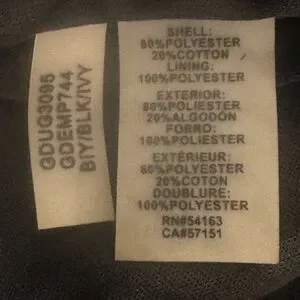 GDUG3095
GDEMP744
BIY/BLK/IVY
SHELL:
80%POLYESTER
20%COTTON
LINING:
100%POLYESTER
EXTERIOR:
80%POLIESTER
20%ALGODÓN
FORRO:
100%POLIESTER
EXTÉRIEUR:
80%POLYESTER
20%COTON
DOUBLURE:
100%POLYESTER
RN#54163
CA#57151